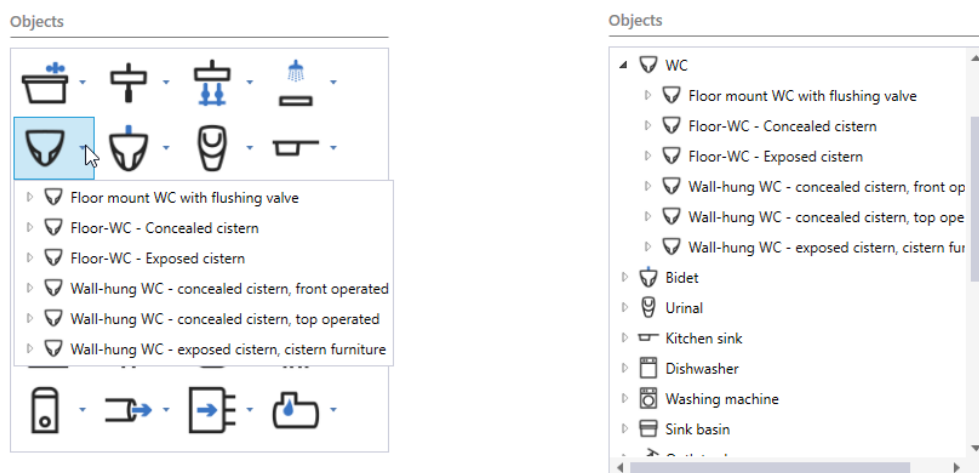 Objects
Floor mount WC with flushing valve
Floor-WC - Concealed cistern
Floor-WC - Exposed cistern
Wall-hung WC - concealed cistern, front operated
Wall-hung WC - concealed cistern, top operated
Wall-hung WC - exposed cistern, cistern furniture
Objects
WC
Floor mount WC with flushing valve
Floor-WC - Concealed cistern
Floor-WC - Exposed cistern
Wall-hung WC - concealed cistern, front op
Wall-hung WC - concealed cistern, top ope
Wall-hung WC - exposed cistern, cistern fur
Bidet
Urinal
Kitchen sink
Dishwasher
Washing machine
Sink basin